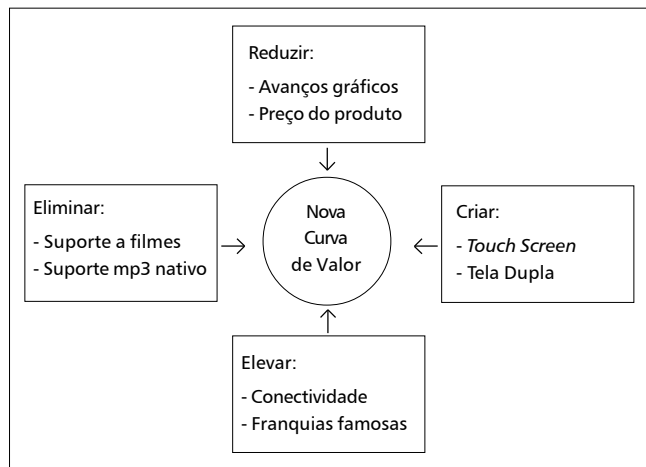 Reduzir:
- Avanços gráficos
- Preço do produto
Eliminar:
- Suporte a filmes
- Suporte mp3 nativo
Nova
Curva
de Valor
Criar:
- Touch Screen
- Tela Dupla
Elevar:
- Conectividade
- Franquias famosas